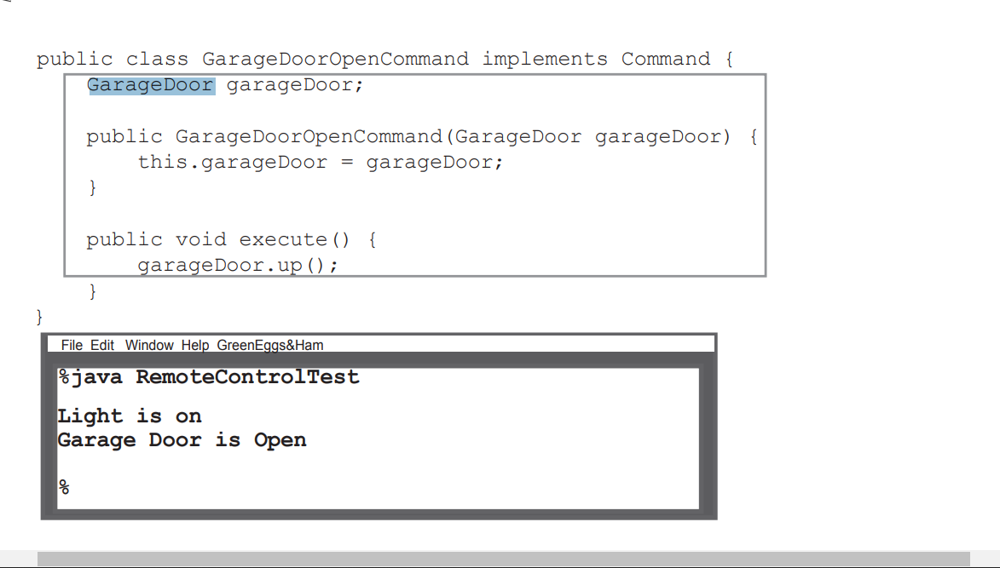 public class GarageDoorOpenCommand implements Command {
GarageDoor garageDoor;
public GarageDoorOpenCommand(GarageDoor garageDoor) {
this.garageDoor = garageDoor;
}
public void execute() {
garageDoor.up();
}
}
File Edit Window Help GreenEggs&Ham
%java RemoteControlTest
Light is on
Garage Door is Open
%